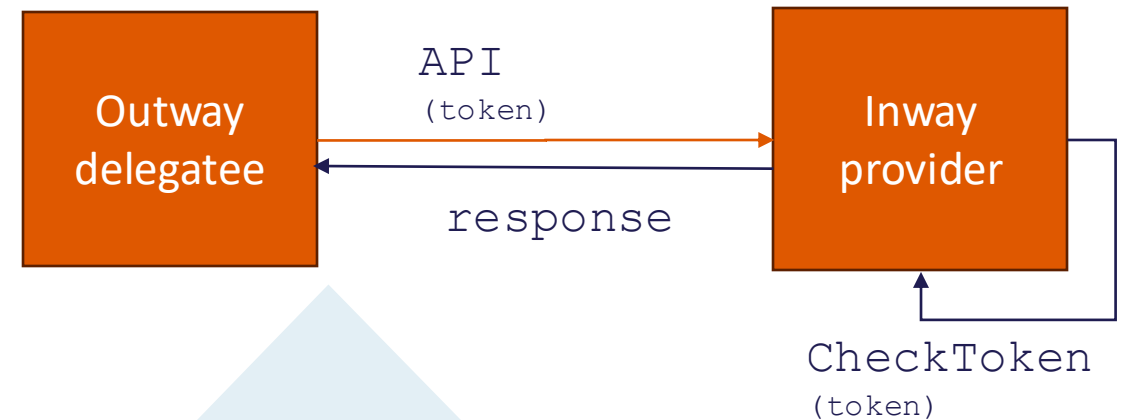 Outway
delegatee
API
(token)
response
Inway
provider
CheckToken
(token)